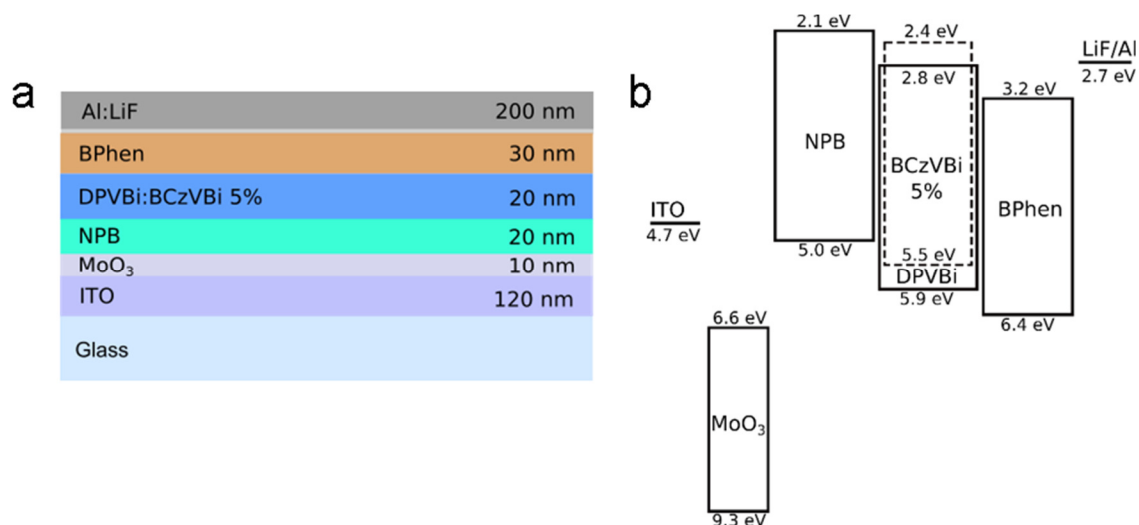 a
Al:LiF 200 nm
BPhen 30 nm
DPVBi:BCzVBi 5% 20 nm
NPB 20 nm
MoO₃ 10 nm
ITO 120 nm
Glass
b
2.1 eV
2.4 eV
LiF/Al
2.7 eV
2.8 eV
3.2 eV
NPB
BCzVBi
5%
BPhen
ITO
4.7 eV
5.0 eV
5.5 eV
DPVBi
5.9 eV
6.4 eV
6.6 eV
MoO₃
9.3 eV